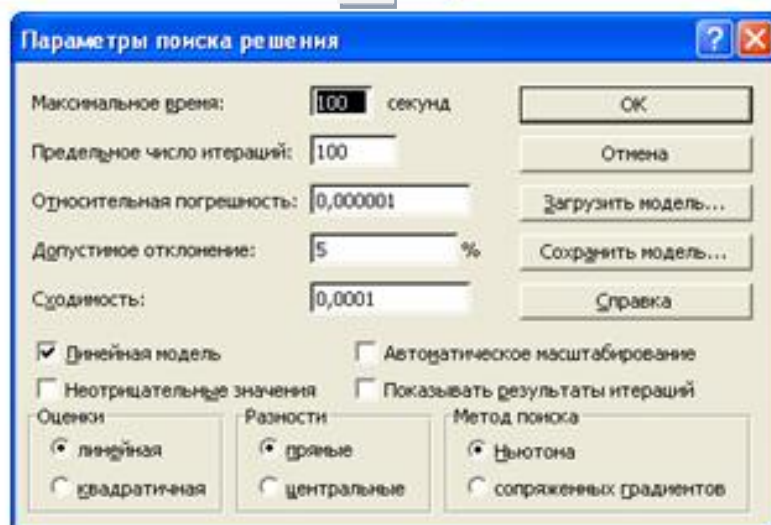 Параметры поиска решения
Максимальное время: 100 секунд
ОК
Предельное число итераций: 100
Отмена
Относительная погрешность: 0,000001
Загрузить модель...
Допустимое отклонение: 5 %
Сохранить модель...
Сходимость: 0,0001
Справка
Линейная модель
Автоматическое масштабирование
Неотрицательные значения
Показывать результаты итераций
Оценки
линейная
квадратичная
Разности
прямые
центральные
Метод поиска
Ньютона
сопряженных градиентов